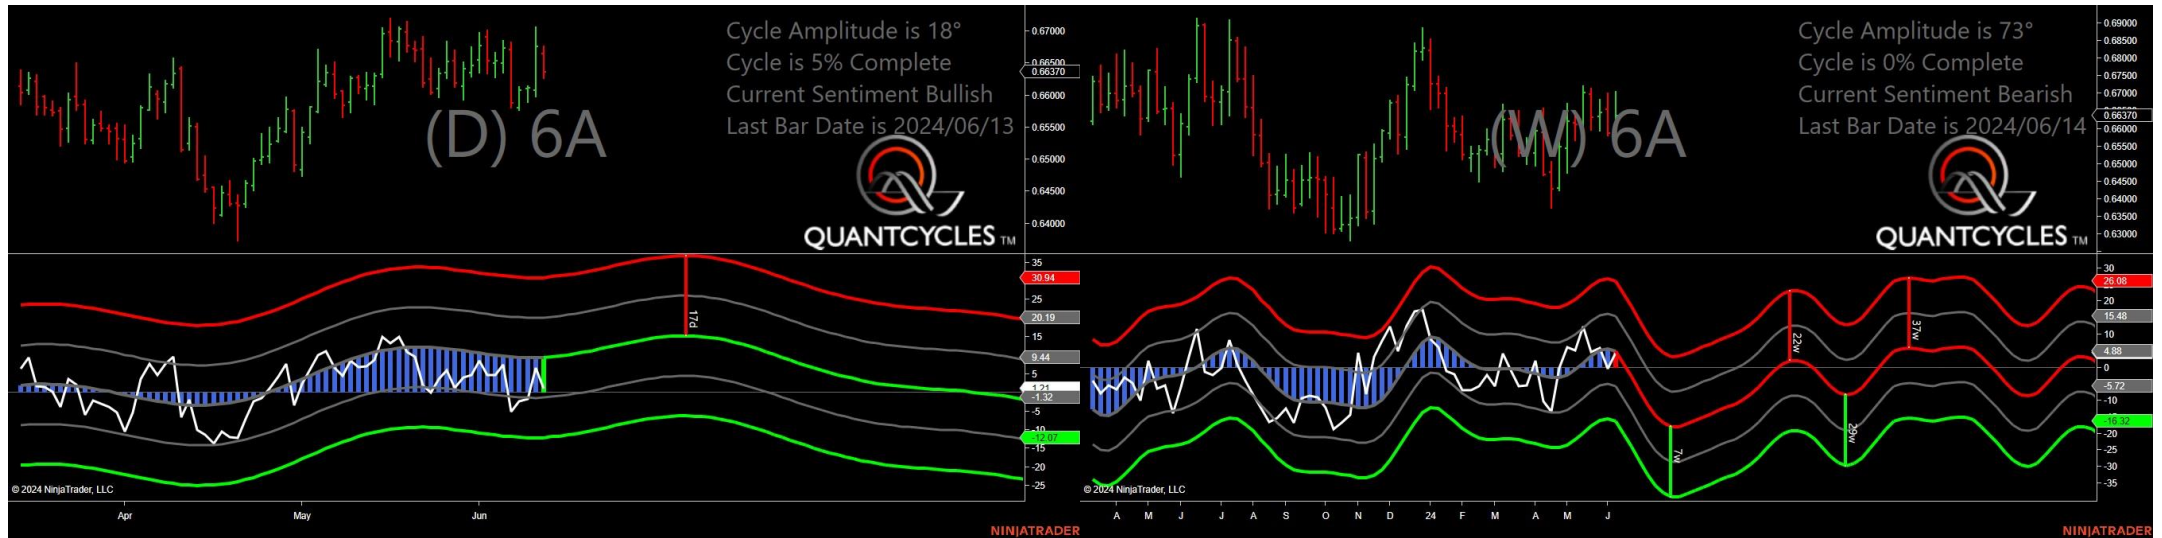 Cycle Amplitude is 18°
Cycle is 5% Complete
Current Sentiment Bullish
Last Bar Date is 2024/06/13
(D) 6A
QUANTCYCLES TM
0.67000
0.66500
0.66370
0.66000
0.65500
0.65000
0.64500
0.64000
35
30.94
25
20.19
15
9.44
5
1.21
-1.32
-5
-10
-12.07
-15
-20
-25
17d
© 2024 NinjaTrader, LLC
Apr May Jun
NINJATRADER
Cycle Amplitude is 73°
Cycle is 0% Complete
Current Sentiment Bearish
Last Bar Date is 2024/06/14
(W) 6A
QUANTCYCLES TM
0.69000
0.68500
0.68000
0.67500
0.67000
0.66370
0.66000
0.65500
0.65000
0.64500
0.64000
0.63500
0.63000
30
26.08
20
15.48
10
4.88
0
-5.72
-10
-16.32
-20
-25
-30
-35
7w
22w
29w
37w
© 2024 NinjaTrader, LLC
A M J J A S O N D 24 F M A M J
NINJATRADER